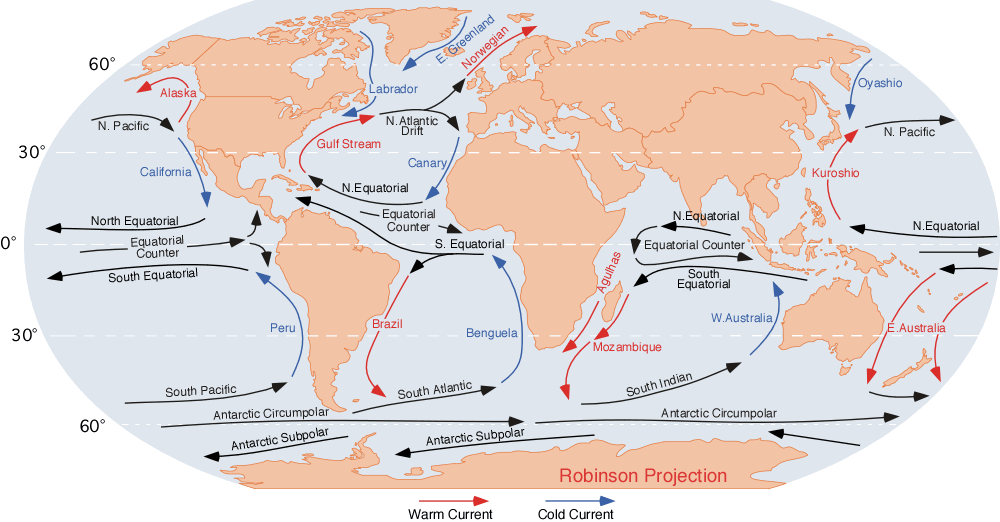 E. Greenland
Norwegian
60°
Alaska
Labrador
Oyashio
N. Pacific
N. Atlantic
Drift
N. Pacific
Gulf Stream
30°
California
Canary
Kuroshio
N.Equatorial
North Equatorial
Equatorial
Counter
N.Equatorial
N.Equatorial
0°
Equatorial
Counter
S. Equatorial
Equatorial Counter
South Equatorial
South
Equatorial
Agulhas
Peru
Brazil
Benguela
W.Australia
E.Australia
30°
Mozambique
South Pacific
South Atlantic
South Indian
Antarctic Circumpolar
Antarctic Circumpolar
60°
Antarctic Subpolar
Antarctic Subpolar
Robinson Projection
Warm Current
Cold Current